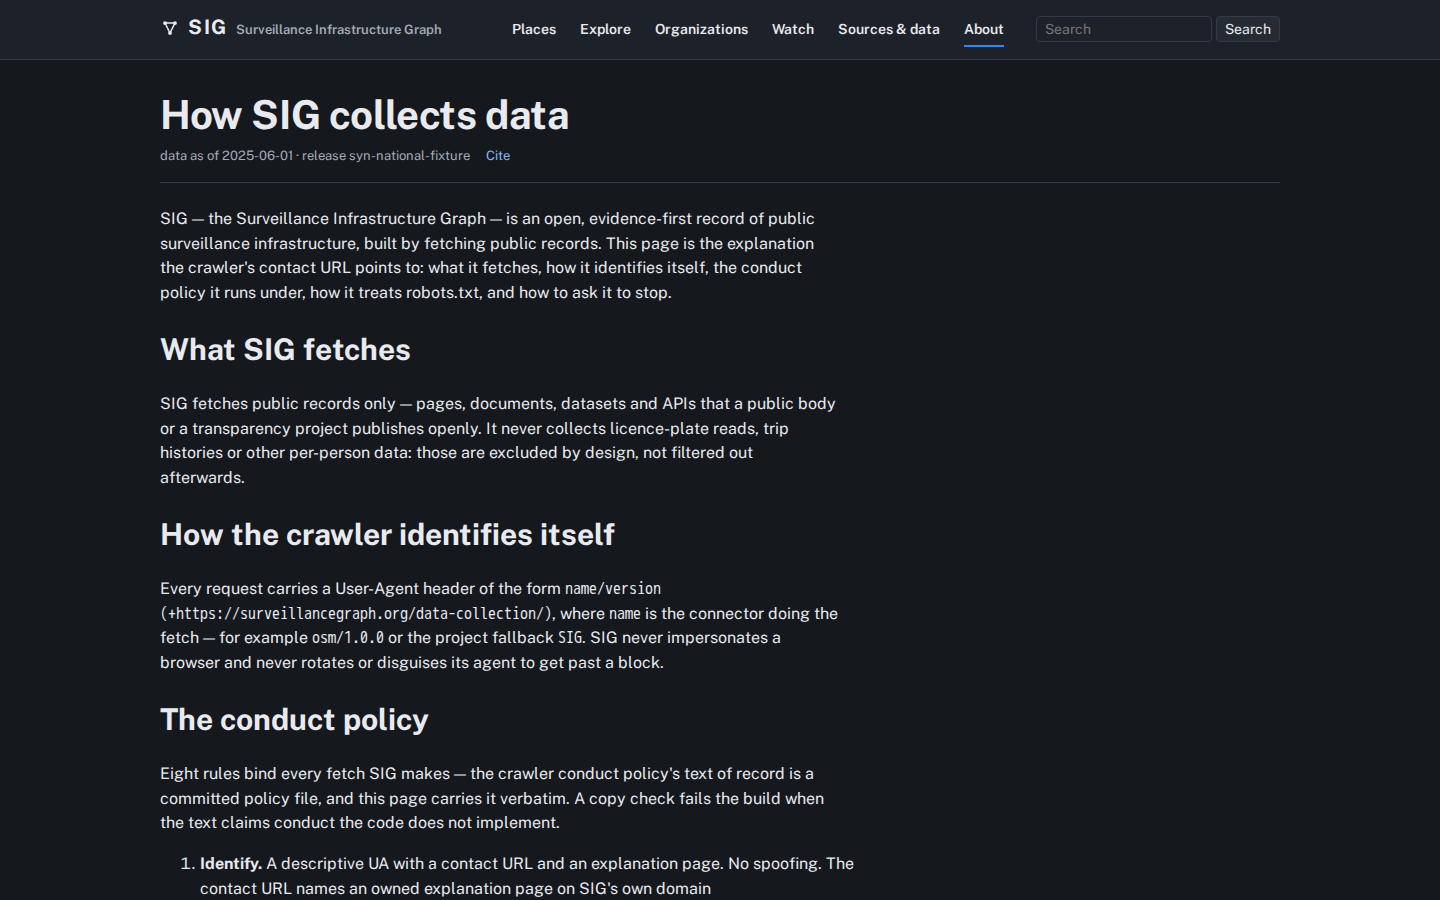 SIG Surveillance Infrastructure Graph Places Explore Organizations Watch Sources & data About Search Search
How SIG collects data
data as of 2025-06-01 · release syn-national-fixture Cite
SIG — the Surveillance Infrastructure Graph — is an open, evidence-first record of public
surveillance infrastructure, built by fetching public records. This page is the explanation
the crawler's contact URL points to: what it fetches, how it identifies itself, the conduct
policy it runs under, how it treats robots.txt, and how to ask it to stop.
What SIG fetches
SIG fetches public records only — pages, documents, datasets and APIs that a public body
or a transparency project publishes openly. It never collects licence-plate reads, trip
histories or other per-person data: those are excluded by design, not filtered out
afterwards.
How the crawler identifies itself
Every request carries a User-Agent header of the form name/version
(+https://surveillancegraph.org/data-collection/), where name is the connector doing the
fetch — for example osm/1.0.0 or the project fallback SIG. SIG never impersonates a
browser and never rotates or disguises its agent to get past a block.
The conduct policy
Eight rules bind every fetch SIG makes — the crawler conduct policy's text of record is a
committed policy file, and this page carries it verbatim. A copy check fails the build when
the text claims conduct the code does not implement.
1. Identify. A descriptive UA with a contact URL and an explanation page. No spoofing. The
contact URL names an owned explanation page on SIG's own domain